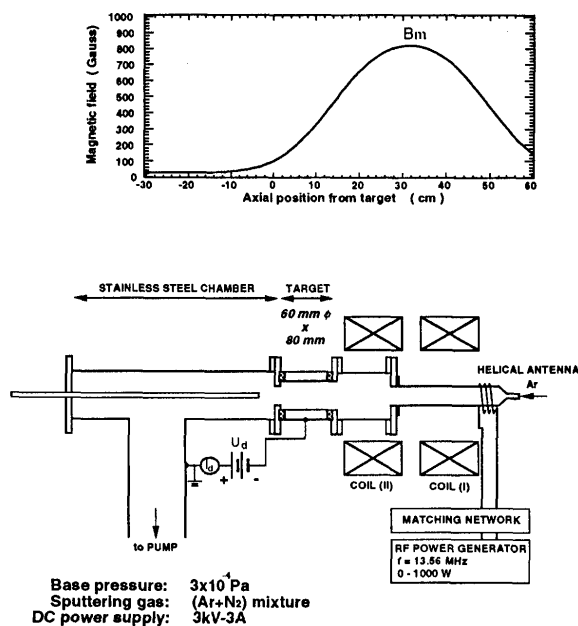 1000
900
800
700
600
500
400
300
200
100
0
Magnetic field ( Gauss)
Bm
-30 -20 -10 0 10 20 30 40 50 60
Axial position from target ( cm )
STAINLESS STEEL CHAMBER
TARGET
60 mm ϕ
x
80 mm
HELICAL ANTENNA
Ar
Ud
Id
+ -
COIL (II)
COIL (I)
MATCHING NETWORK
RF POWER GENERATOR
f = 13.56 MHz
0 - 1000 W
to PUMP
Base pressure: 3x10-4 Pa
Sputtering gas: (Ar+N2) mixture
DC power supply: 3kV-3A